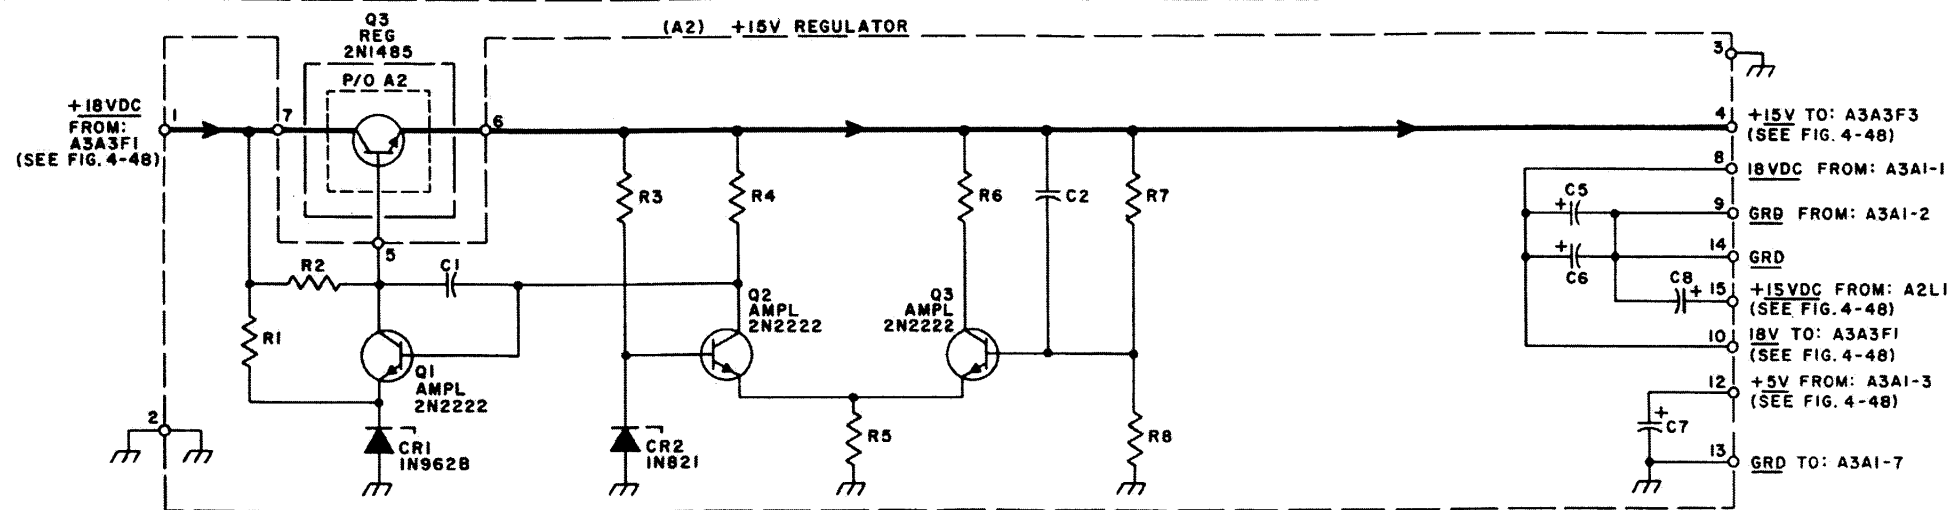 (A2) +15V REGULATOR
Q3
REG
2N1485
P/O A2
+18VDC
FROM:
A3A3F1
(SEE FIG. 4-48)
1
7
6
5
2
R2
C1
R1
Q1
AMPL
2N2222
CR1
1N962B
R3
R4
Q2
AMPL
2N2222
CR2
1N821
R5
R6
Q3
AMPL
2N2222
C2
R7
R8
3
4 +15V TO: A3A3F3
(SEE FIG. 4-48)
8 18VDC FROM: A3A1-1
C5
+
9 GRD FROM: A3A1-2
+
C6
14 GRD
C8
+
15 +15VDC FROM: A2L1
(SEE FIG. 4-48)
10 18V TO: A3A3F1
(SEE FIG. 4-48)
12 +5V FROM: A3A1-3
(SEE FIG. 4-48)
+
C7
13 GRD TO: A3A1-7